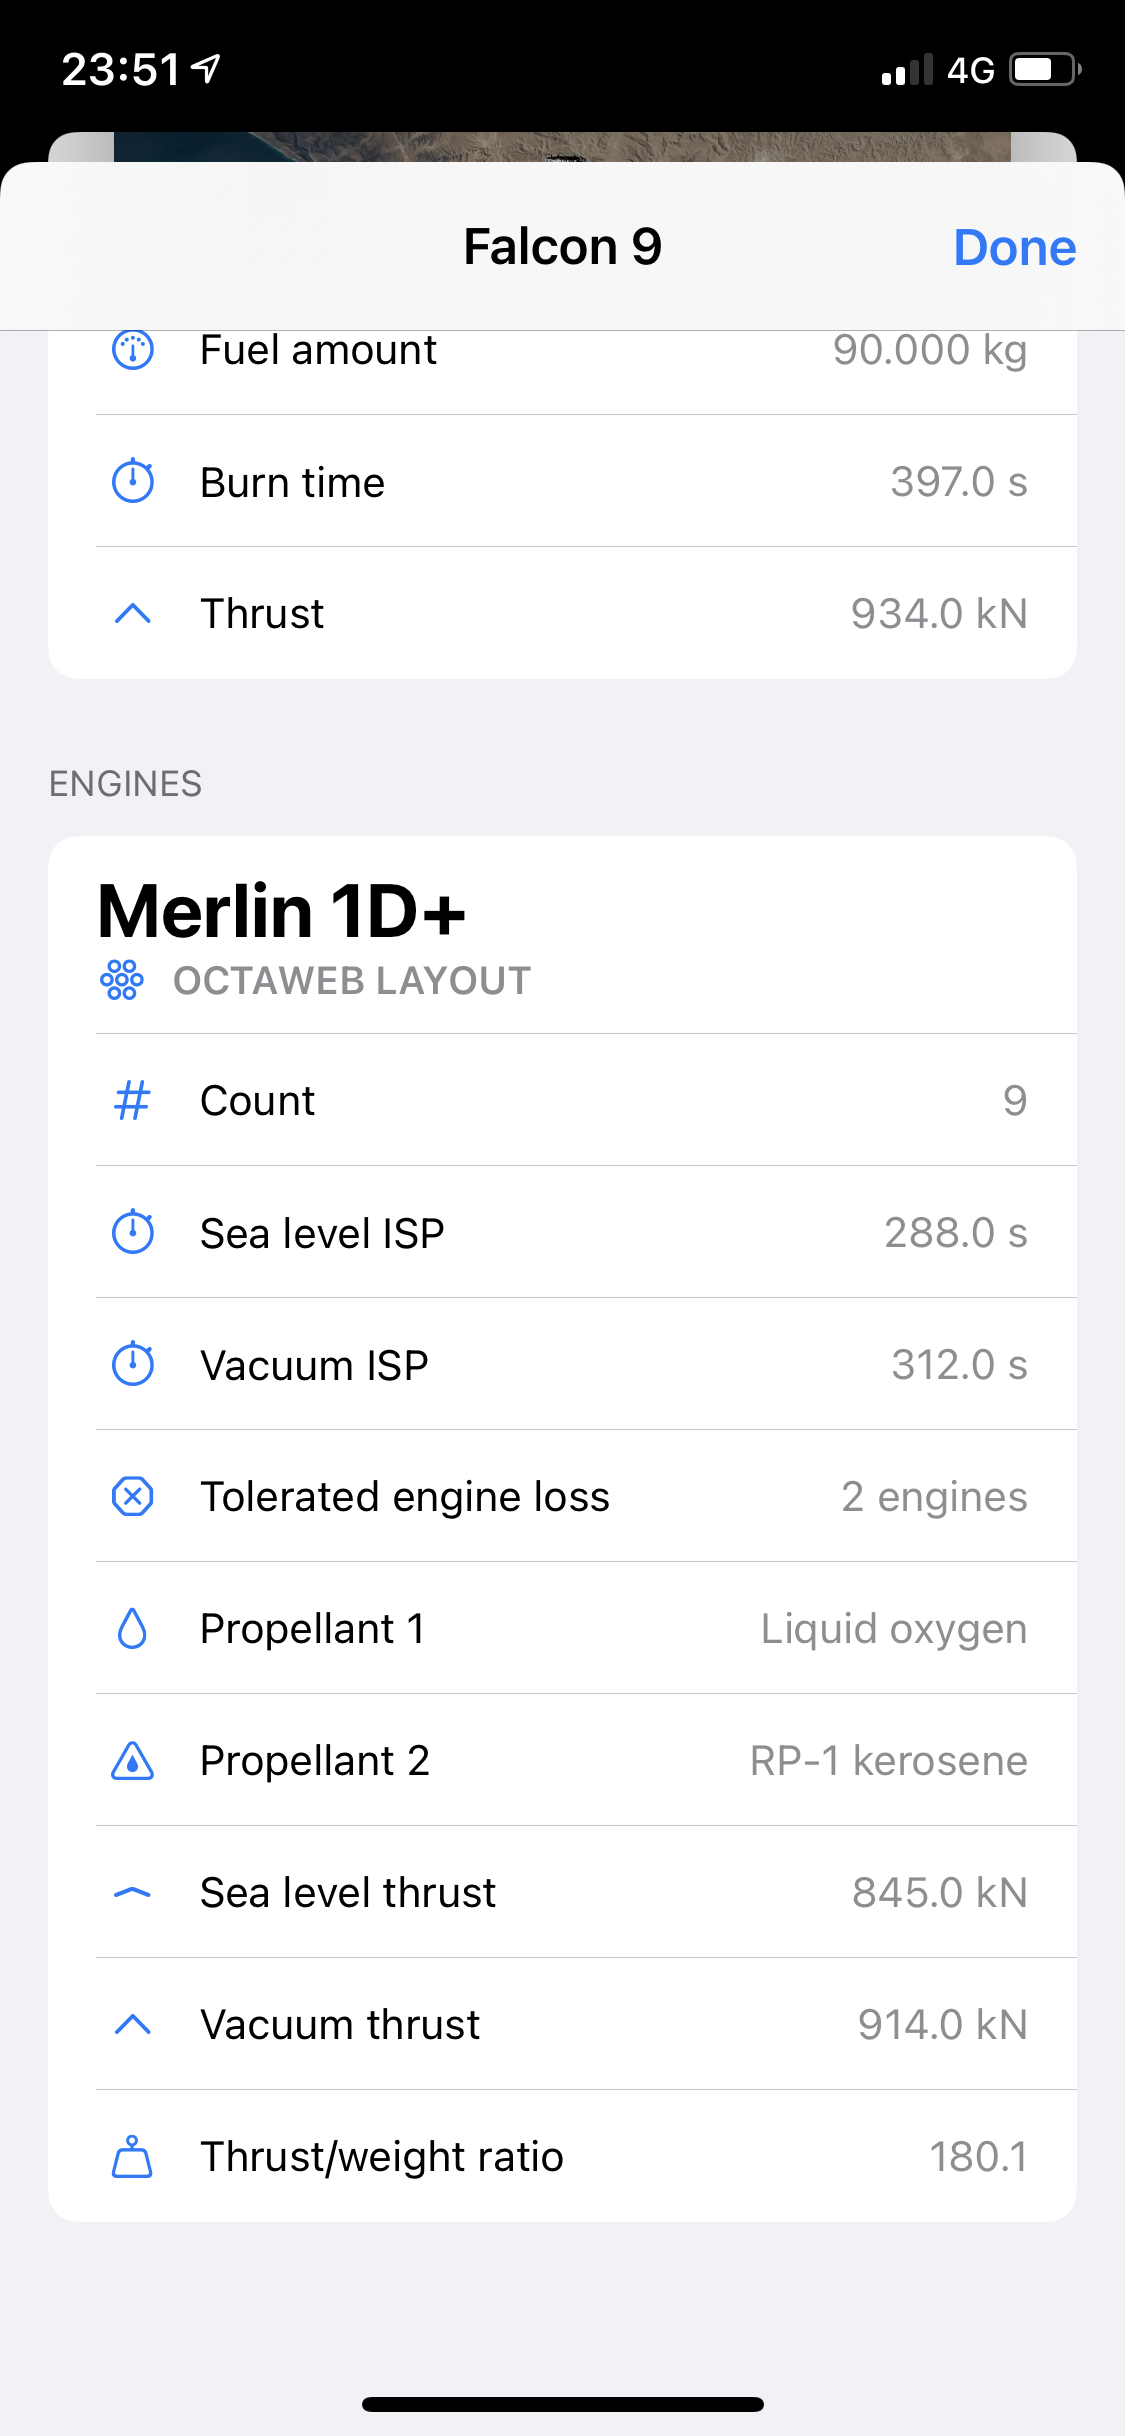 23:51 4G
Falcon 9 Done
Fuel amount 90.000 kg
Burn time 397.0 s
Thrust 934.0 kN
ENGINES
Merlin 1D+
OCTAWEB LAYOUT
# Count 9
Sea level ISP 288.0 s
Vacuum ISP 312.0 s
Tolerated engine loss 2 engines
Propellant 1 Liquid oxygen
Propellant 2 RP-1 kerosene
Sea level thrust 845.0 kN
Vacuum thrust 914.0 kN
Thrust/weight ratio 180.1